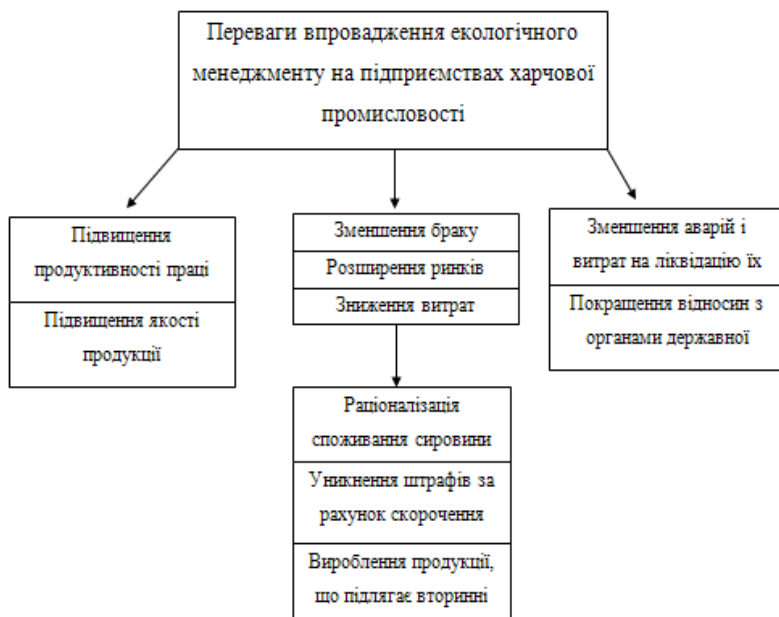 Переваги впровадження екологічного
менеджменту на підприємствах харчової
промисловості
Підвищення
продуктивності праці
Підвищення якості
продукції
Зменшення браку
Розширення ринків
Зниження витрат
Зменшення аварій і
витрат на ліквідацію їх
Покращення відносин з
органами державної
Раціоналізація
споживання сировини
Уникнення штрафів за
рахунок скорочення
Вироблення продукції,
що підлягає вторинні